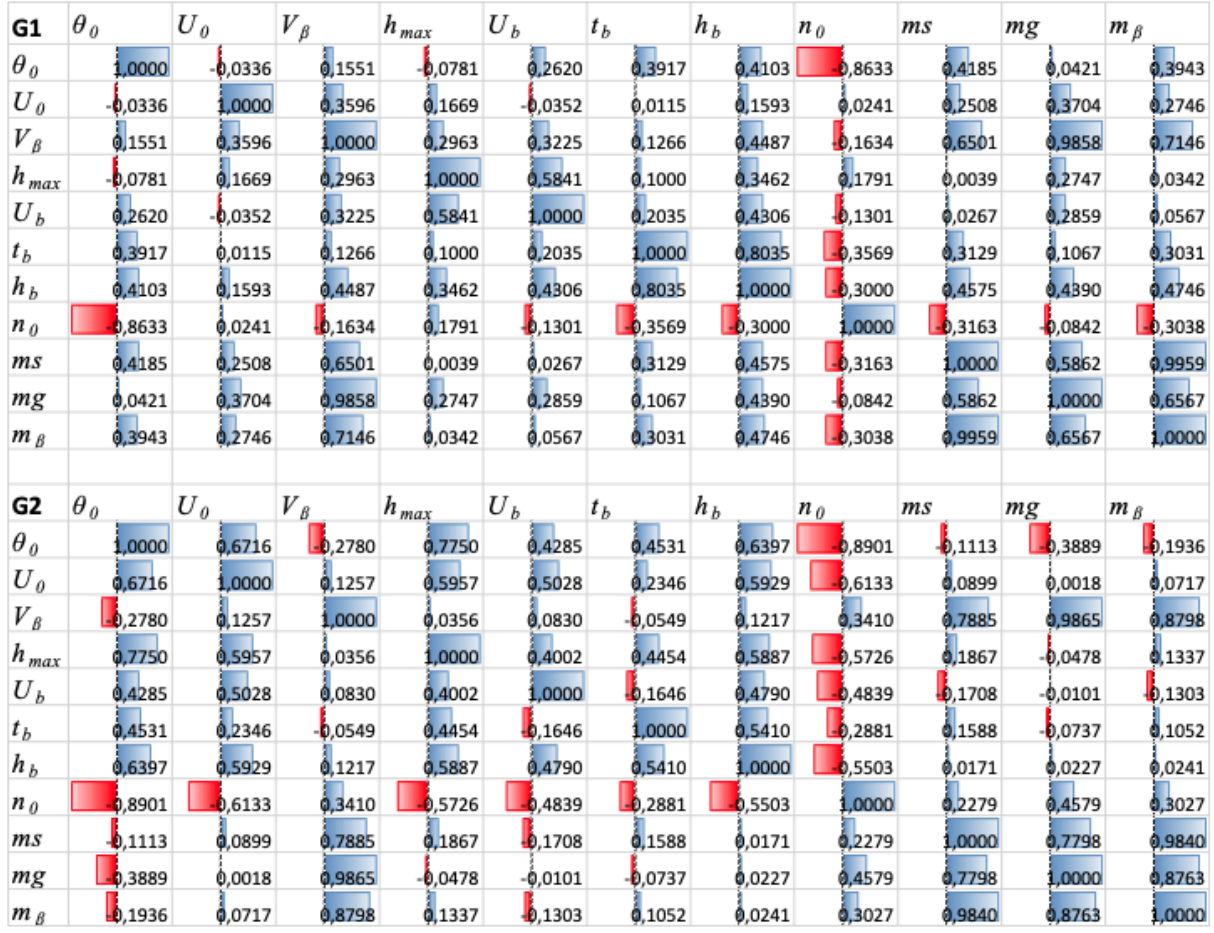 G1 θ0 U0 Vβ hmax Ub tb hb n0 ms mg mβ
θ0 1,0000 -0,0336 0,1551 -0,0781 0,2620 0,3917 0,4103 -0,8633 0,4185 0,0421 0,3943
U0 -0,0336 1,0000 0,3596 0,1669 -0,0352 0,0115 0,1593 0,0241 0,2508 0,3704 0,2746
Vβ 0,1551 0,3596 1,0000 0,2963 0,3225 0,1266 0,4487 -0,1634 0,6501 0,9858 0,7146
hmax -0,0781 0,1669 0,2963 1,0000 0,5841 0,1000 0,3462 0,1791 0,0039 0,2747 0,0342
Ub 0,2620 -0,0352 0,3225 0,5841 1,0000 0,2035 0,4306 -0,1301 0,0267 0,2859 0,0567
tb 0,3917 0,0115 0,1266 0,1000 0,2035 1,0000 0,8035 -0,3569 0,3129 0,1067 0,3031
hb 0,4103 0,1593 0,4487 0,3462 0,4306 0,8035 1,0000 -0,3000 0,4575 0,4390 0,4746
n0 -0,8633 0,0241 -0,1634 0,1791 -0,1301 -0,3569 -0,3000 1,0000 -0,3163 -0,0842 -0,3038
ms 0,4185 0,2508 0,6501 0,0039 0,0267 0,3129 0,4575 -0,3163 1,0000 0,5862 0,9959
mg 0,0421 0,3704 0,9858 0,2747 0,2859 0,1067 0,4390 -0,0842 0,5862 1,0000 0,6567
mβ 0,3943 0,2746 0,7146 0,0342 0,0567 0,3031 0,4746 -0,3038 0,9959 0,6567 1,0000
G2 θ0 U0 Vβ hmax Ub tb hb n0 ms mg mβ
θ0 1,0000 0,6716 -0,2780 0,7750 0,4285 0,4531 0,6397 -0,8901 -0,1113 -0,3889 -0,1936
U0 0,6716 1,0000 0,1257 0,5957 0,5028 0,2346 0,5929 -0,6133 0,0899 0,0018 0,0717
Vβ -0,2780 0,1257 1,0000 0,0356 0,0830 -0,0549 0,1217 0,3410 0,7885 0,9865 0,8798
hmax 0,7750 0,5957 0,0356 1,0000 0,4002 0,4454 0,5887 -0,5726 0,1867 -0,0478 0,1337
Ub 0,4285 0,5028 0,0830 0,4002 1,0000 -0,1646 0,4790 -0,4839 -0,1708 -0,0101 -0,1303
tb 0,4531 0,2346 -0,0549 0,4454 -0,1646 1,0000 0,5410 -0,2881 0,1588 -0,0737 0,1052
hb 0,6397 0,5929 0,1217 0,5887 0,4790 0,5410 1,0000 -0,5503 0,0171 0,0227 0,0241
n0 -0,8901 -0,6133 0,3410 -0,5726 -0,4839 -0,2881 -0,5503 1,0000 0,2279 0,4579 0,3027
ms -0,1113 0,0899 0,7885 0,1867 -0,1708 0,1588 0,0171 0,2279 1,0000 0,7798 0,9840
mg -0,3889 0,0018 0,9865 -0,0478 -0,0101 -0,0737 0,0227 0,4579 0,7798 1,0000 0,8763
mβ -0,1936 0,0717 0,8798 0,1337 -0,1303 0,1052 0,0241 0,3027 0,9840 0,8763 1,0000